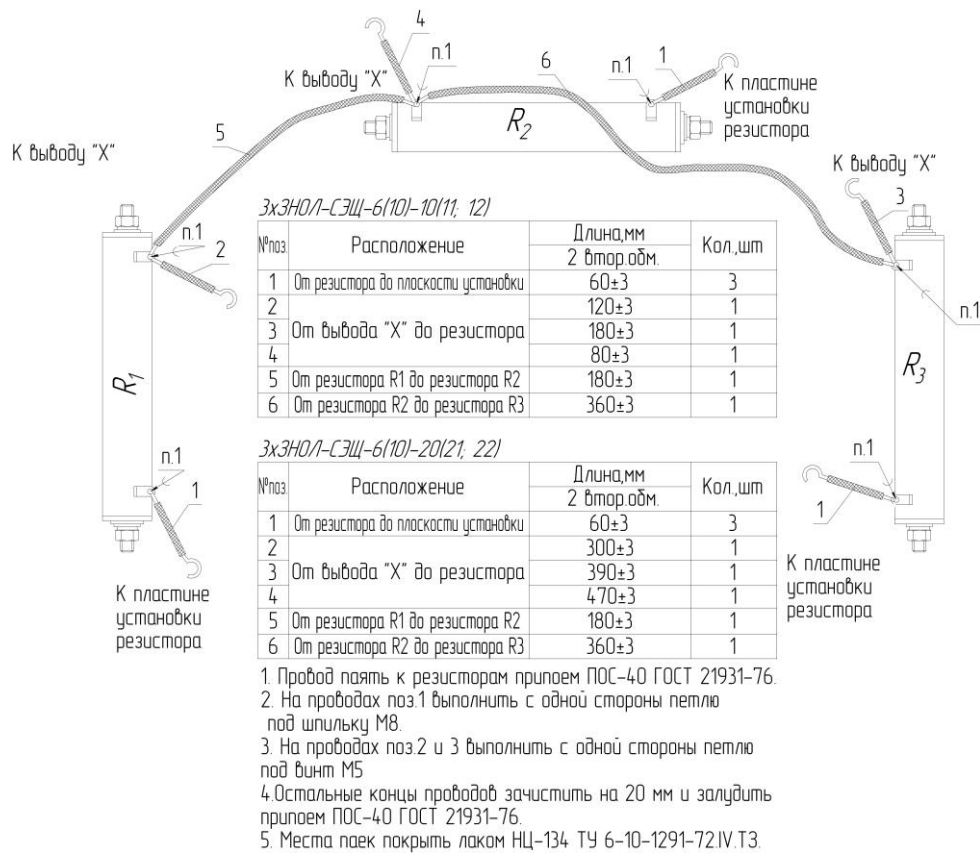 4
п.1
1
К выводу "Х"
п.1
6
К пластине
установки
резистора
R2
5
К выводу "Х"
К выводу "Х"
3
п.1
2
п.1
R1
R3
3х3НОЛ-СЭЩ-6(10)-10(11; 12)
№поз. Расположение Длина,мм Кол.,шт
2 втор.обм.
1 От резистора до плоскости установки 60±3 3
2 120±3 1
3 От вывода "Х" до резистора 180±3 1
4 80±3 1
5 От резистора R1 до резистора R2 180±3 1
6 От резистора R2 до резистора R3 360±3 1
3х3НОЛ-СЭЩ-6(10)-20(21; 22)
№поз. Расположение Длина,мм Кол.,шт
2 втор.обм.
1 От резистора до плоскости установки 60±3 3
2 300±3 1
3 От вывода "Х" до резистора 390±3 1
4 470±3 1
5 От резистора R1 до резистора R2 180±3 1
6 От резистора R2 до резистора R3 360±3 1
п.1
1
К пластине
установки
резистора
п.1
1
К пластине
установки
резистора
1. Провод паять к резисторам припоем ПОС-40 ГОСТ 21931-76.
2. На проводах поз.1 выполнить с одной стороны петлю
под шпильку М8.
3. На проводах поз.2 и 3 выполнить с одной стороны петлю
под винт М5
4.Остальные концы проводов зачистить на 20 мм и залудить
припоем ПОС-40 ГОСТ 21931-76.
5. Места паек покрыть лаком НЦ-134 ТУ 6-10-1291-72.IV.Т3.